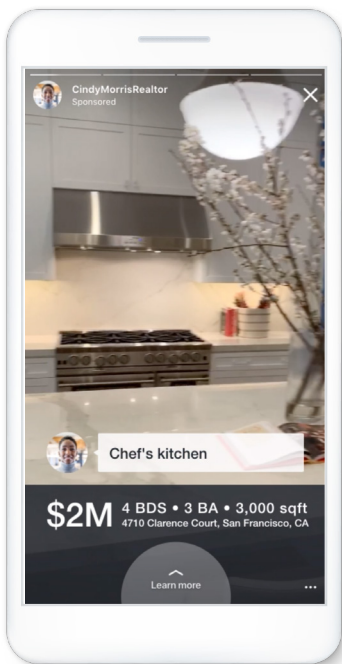 CindyMorrisRealtor
Sponsored
Chef's kitchen
$2M
4 BDS • 3 BA • 3,000 sqft
4710 Clarence Court, San Francisco, CA
Learn more